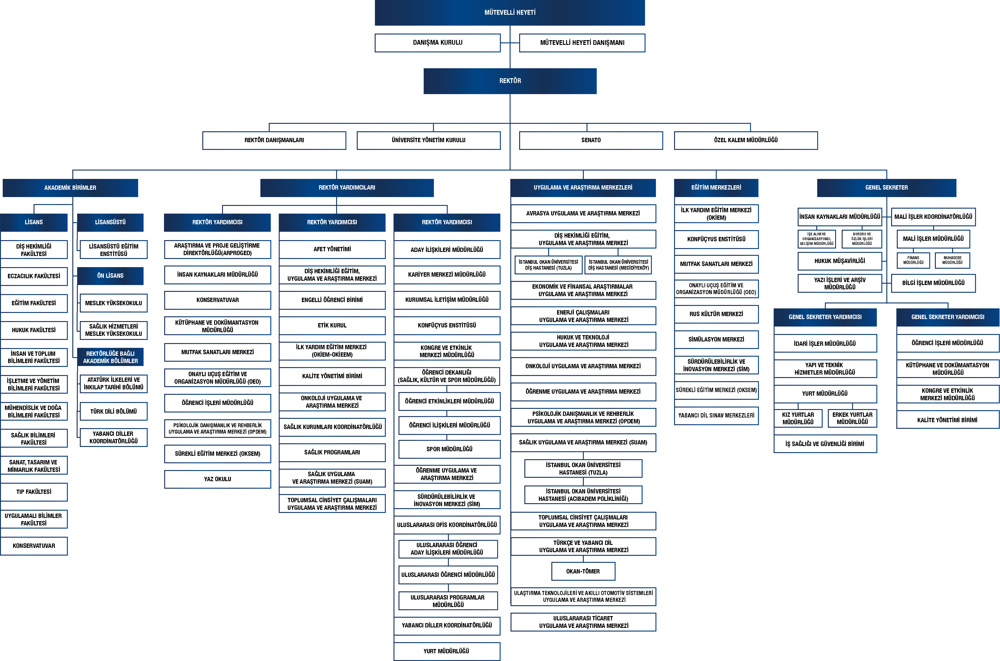 MÜTEVELLİ HEYETİ
DANIŞMA KURULU
MÜTEVELLİ HEYETİ DANIŞMANI
REKTÖR
REKTÖR DANIŞMANLARI
ÜNİVERSİTE YÖNETİM KURULU
SENATO
ÖZEL KALEM MÜDÜRLÜĞÜ
AKADEMİK BİRİMLER
LİSANS
DİŞ HEKİMLİĞİ
FAKÜLTESİ
ECZACILIK FAKÜLTESİ
EĞİTİM FAKÜLTESİ
HUKUK FAKÜLTESİ
İNSAN VE TOPLUM
BİLİMLERİ FAKÜLTESİ
İŞLETME VE YÖNETİM
BİLİMLERİ FAKÜLTESİ
MÜHENDİSLİK VE DOĞA
BİLİMLERİ FAKÜLTESİ
SAĞLIK BİLİMLERİ
FAKÜLTESİ
SANAT, TASARIM VE
MİMARLIK FAKÜLTESİ
TIP FAKÜLTESİ
UYGULAMALI BİLİMLER
FAKÜLTESİ
KONSERVATUVAR
LİSANSÜSTÜ
LİSANSÜSTÜ EĞİTİM
ENSTİTÜSÜ
ÖN LİSANS
MESLEK YÜKSEKOKULU
SAĞLIK HİZMETLERİ
MESLEK YÜKSEKOKULU
REKTÖRLÜĞE BAĞLI
AKADEMİK BÖLÜMLER
ATATÜRK İLKELERİ VE
İNKILAP TARİHİ BÖLÜMÜ
TÜRK DİLİ BÖLÜMÜ
YABANCI DİLLER
KOORDİNATÖRLÜĞÜ
REKTÖR YARDIMCILARI
REKTÖR YARDIMCISI
ARAŞTIRMA VE PROJE GELİŞTİRME
DİREKTÖRLÜĞÜ(ARPROGED)
İNSAN KAYNAKLARI MÜDÜRLÜĞÜ
KONSERVATUVAR
KÜTÜPHANE VE DOKÜMANTASYON
MÜDÜRLÜĞÜ
MUTFAK SANATLARI MERKEZİ
ONAYLI UÇUŞ EĞİTİM VE
ORGANİZASYON MÜDÜRLÜĞÜ (OEO)
ÖĞRENCİ İŞLERİ MÜDÜRLÜĞÜ
PSİKOLOJİK DANIŞMANLIK VE REHBERLİK
UYGULAMA VE ARAŞTIRMA MERKEZİ (OPDEM)
SÜREKLİ EĞİTİM MERKEZİ (OKSEM)
YAZ OKULU
REKTÖR YARDIMCISI
AFET YÖNETİMİ
DİŞ HEKİMLİĞİ EĞİTİM,
UYGULAMA VE ARAŞTIRMA MERKEZİ
ENGELLİ ÖĞRENCİ BİRİMİ
ETİK KURUL
İLK YARDIM EĞİTİM MERKEZİ
(OKİEM-OKİEEM)
KALİTE YÖNETİMİ BİRİMİ
ONKOLOJİ UYGULAMA VE
ARAŞTIRMA MERKEZİ
SAĞLIK KURUMLARI KOORDİNATÖRLÜĞÜ
SAĞLIK PROGRAMLARI
SAĞLIK UYGULAMA
VE ARAŞTIRMA MERKEZİ (SUAM)
TOPLUMSAL CİNSİYET ÇALIŞMALARI
UYGULAMA VE ARAŞTIRMA MERKEZİ
REKTÖR YARDIMCISI
ADAY İLİŞKİLERİ MÜDÜRLÜĞÜ
KARİYER MERKEZİ MÜDÜRLÜĞÜ
KURUMSAL İLETİŞİM MÜDÜRLÜĞÜ
KONFÜÇYUS ENSTİTÜSÜ
KONGRE VE ETKİNLİK
MERKEZİ MÜDÜRLÜĞÜ
ÖĞRENCİ DEKANLIĞI
(SAĞLIK, KÜLTÜR VE SPOR MÜDÜRLÜĞÜ)
ÖĞRENCİ ETKİNLİKLERİ MÜDÜRLÜĞÜ
ÖĞRENCİ İLİŞKİLERİ MÜDÜRLÜĞÜ
SPOR MÜDÜRLÜĞÜ
ÖĞRENME UYGULAMA VE
ARAŞTIRMA MERKEZİ
SÜRDÜRÜLEBİLİRLİK VE
İNOVASYON MERKEZİ (SİM)
ULUSLARARASI OFİS KOORDİNATÖRLÜĞÜ
ULUSLARARASI ÖĞRENCİ
ADAY İLİŞKİLERİ MÜDÜRLÜĞÜ
ULUSLARARASI ÖĞRENCİ MÜDÜRLÜĞÜ
ULUSLARARASI PROGRAMLAR
MÜDÜRLÜĞÜ
YABANCI DİLLER KOORDİNATÖRLÜĞÜ
YURT MÜDÜRLÜĞÜ
UYGULAMA VE ARAŞTIRMA MERKEZLERİ
AVRASYA UYGULAMA VE ARAŞTIRMA MERKEZİ
DİŞ HEKİMLİĞİ EĞİTİM,
UYGULAMA VE ARAŞTIRMA MERKEZİ
İSTANBUL OKAN ÜNİVERSİTESİ
DİŞ HASTANESİ (TUZLA)
İSTANBUL OKAN ÜNİVERSİTESİ
DİŞ HASTANESİ (MECİDİYEKÖY)
EKONOMİK VE FİNANSAL ARAŞTIRMALAR
UYGULAMA VE ARAŞTIRMA MERKEZİ
ENERJİ ÇALIŞMALARI
UYGULAMA VE ARAŞTIRMA MERKEZİ
HUKUK VE TEKNOLOJİ
UYGULAMA VE ARAŞTIRMA MERKEZİ
ONKOLOJİ UYGULAMA VE ARAŞTIRMA MERKEZİ
ÖĞRENME UYGULAMA VE ARAŞTIRMA MERKEZİ
PSİKOLOJİK DANIŞMANLIK VE REHBERLİK
UYGULAMA VE ARAŞTIRMA MERKEZİ (OPDEM)
SAĞLIK UYGULAMA VE ARAŞTIRMA MERKEZİ (SUAM)
İSTANBUL OKAN ÜNİVERSİTESİ
HASTANESİ (TUZLA)
İSTANBUL OKAN ÜNİVERSİTESİ
HASTANESİ (ACIBADEM POLİKLİNİĞİ)
TOPLUMSAL CİNSİYET ÇALIŞMALARI
UYGULAMA VE ARAŞTIRMA MERKEZİ
TÜRKÇE VE YABANCI DİL
UYGULAMA VE ARAŞTIRMA MERKEZİ
OKAN-TÖMER
ULAŞTIRMA TEKNOLOJİLERİ VE AKILLI OTOMOTİV SİSTEMLERİ
UYGULAMA VE ARAŞTIRMA MERKEZİ
ULUSLARARASI TİCARET
UYGULAMA VE ARAŞTIRMA MERKEZİ
EĞİTİM MERKEZLERİ
İLK YARDIM EĞİTİM MERKEZİ
(OKİEM)
KONFÜÇYUS ENSTİTÜSÜ
MUTFAK SANATLARI MERKEZİ
ONAYLI UÇUŞ EĞİTİM VE
ORGANİZASYON MÜDÜRLÜĞÜ (OEO)
RUS KÜLTÜR MERKEZİ
SİMÜLASYON MERKEZİ
SÜRDÜRÜLEBİLİRLİK VE
İNOVASYON MERKEZİ (SİM)
SÜREKLİ EĞİTİM MERKEZİ (OKSEM)
YABANCI DİL SINAV MERKEZLERİ
GENEL SEKRETER
İNSAN KAYNAKLARI MÜDÜRLÜĞÜ
İŞE ALIM VE
ORGANİZASYONEL
GELİŞİM MÜDÜRLÜĞÜ
BORDRO VE
ÖZLÜK İŞLERİ
MÜDÜRLÜĞÜ
HUKUK MÜŞAVİRLİĞİ
YAZI İŞLERİ VE ARŞİV
MÜDÜRLÜĞÜ
MALİ İŞLER KOORDİNATÖRLÜĞÜ
MALİ İŞLER MÜDÜRLÜĞÜ
FİNANS
MÜDÜRLÜĞÜ
MUHASEBE
MÜDÜRLÜĞÜ
BİLGİ İŞLEM MÜDÜRLÜĞÜ
GENEL SEKRETER YARDIMCISI
İDARİ İŞLER MÜDÜRLÜĞÜ
YAPI VE TEKNİK
HİZMETLER MÜDÜRLÜĞÜ
YURT MÜDÜRLÜĞÜ
KIZ YURTLAR
MÜDÜRLÜĞÜ
ERKEK YURTLAR
MÜDÜRLÜĞÜ
İŞ SAĞLIĞI VE GÜVENLİĞİ BİRİMİ
GENEL SEKRETER YARDIMCISI
ÖĞRENCİ İŞLERİ MÜDÜRLÜĞÜ
KÜTÜPHANE VE DOKÜMANTASYON
MÜDÜRLÜĞÜ
KONGRE VE ETKİNLİK
MERKEZİ MÜDÜRLÜĞÜ
KALİTE YÖNETİMİ BİRİMİ